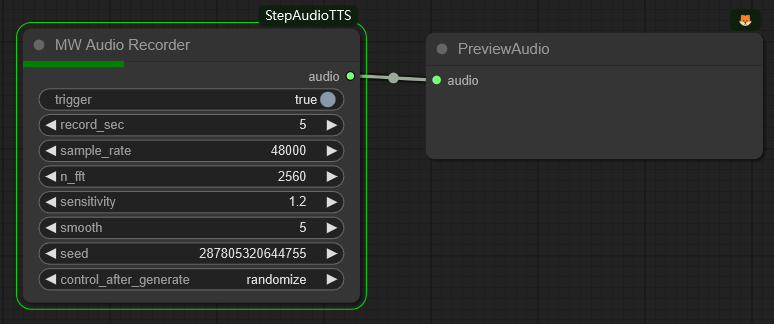 StepAudioTTS
MW Audio Recorder
audio
trigger true
record_sec 5
sample_rate 48000
n_fft 2560
sensitivity 1.2
smooth 5
seed 287805320644755
control_after_generate randomize
PreviewAudio
audio